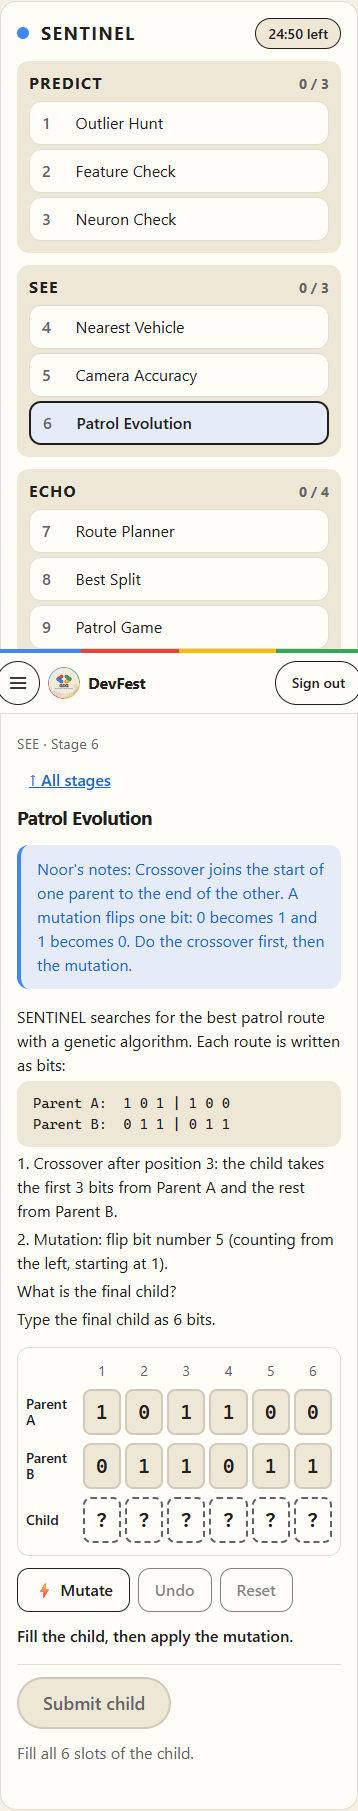 SENTINEL 24:50 left
PREDICT 0 / 3
1 Outlier Hunt
2 Feature Check
3 Neuron Check
SEE 0 / 3
4 Nearest Vehicle
5 Camera Accuracy
6 Patrol Evolution
ECHO 0 / 4
7 Route Planner
8 Best Split
9 Patrol Game
DevFest Sign out
SEE · Stage 6
↑ All stages
Patrol Evolution
Noor's notes: Crossover joins the start of
one parent to the end of the other. A
mutation flips one bit: 0 becomes 1 and
1 becomes 0. Do the crossover first, then
the mutation.
SENTINEL searches for the best patrol route
with a genetic algorithm. Each route is written
as bits:
Parent A: 1 0 1 | 1 0 0
Parent B: 0 1 1 | 0 1 1
1. Crossover after position 3: the child takes
the first 3 bits from Parent A and the rest
from Parent B.
2. Mutation: flip bit number 5 (counting from
the left, starting at 1).
What is the final child?
Type the final child as 6 bits.
1 2 3 4 5 6
Parent A 1 0 1 1 0 0
Parent B 0 1 1 0 1 1
Child ? ? ? ? ? ?
Mutate Undo Reset
Fill the child, then apply the mutation.
Submit child
Fill all 6 slots of the child.